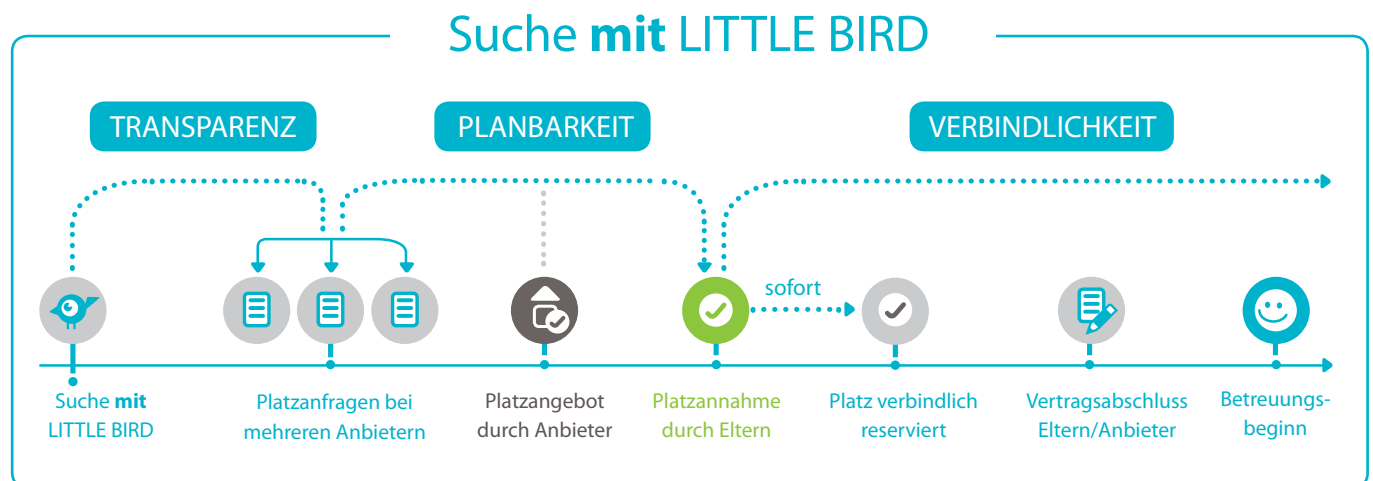 Suche mit LITTLE BIRD
TRANSPARENZ
PLANBARKEIT
VERBINDLICHKEIT
sofort
Suche mit
LITTLE BIRD
Platzanfragen bei
mehreren Anbietern
Platzangebot
durch Anbieter
Platzannahme
durch Eltern
Platz verbindlich
reserviert
Vertragsabschluss
Eltern/Anbieter
Betreuungs-
beginn